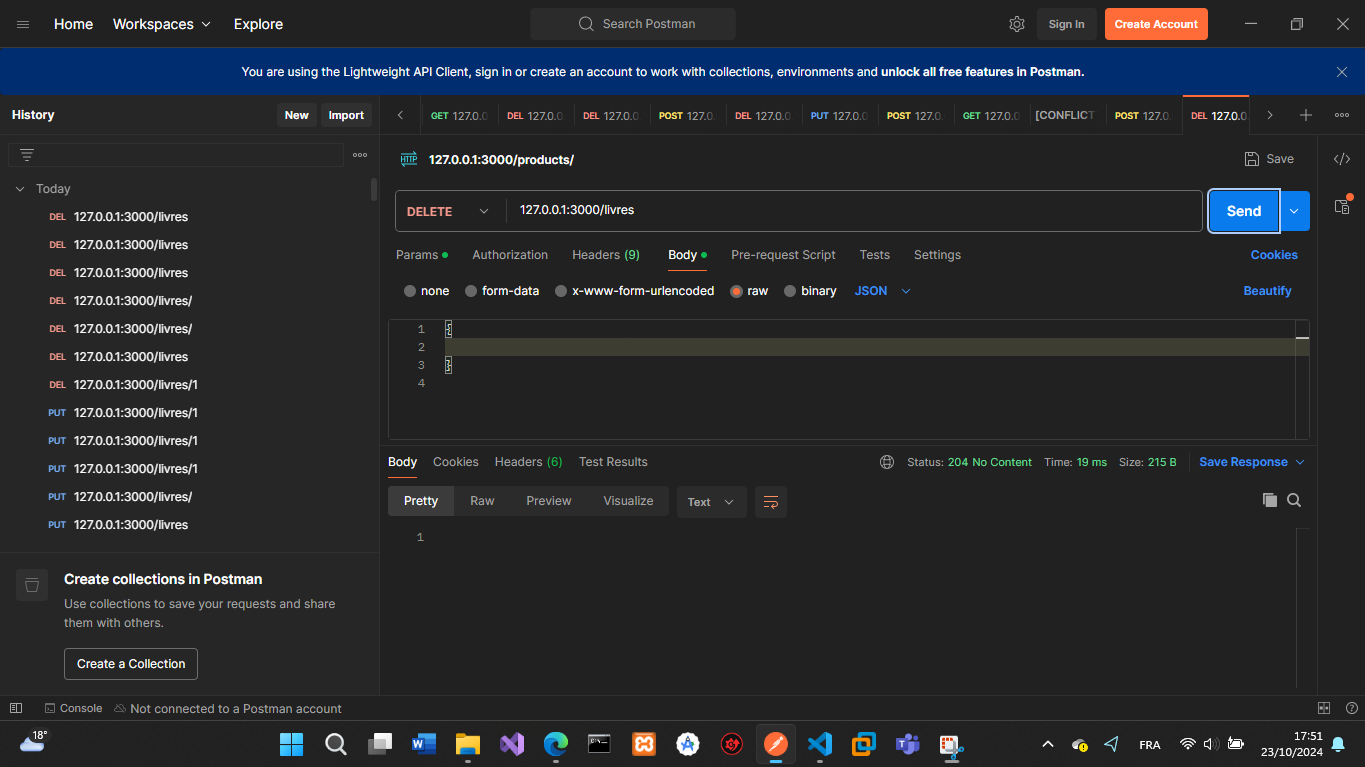 Home Workspaces Explore Search Postman Sign In Create Account
You are using the Lightweight API Client, sign in or create an account to work with collections, environments and unlock all free features in Postman.
History New Import
GET 127.0.0 DEL 127.0.0 DEL 127.0.0 POST 127.0. DEL 127.0.0 PUT 127.0.0 POST 127.0. GET 127.0.0 [CONFLICT POST 127.0. DEL 127.0.0.
HTTP 127.0.0.1:3000/products/ Save </>
Today
DELETE 127.0.0.1:3000/livres Send
DEL 127.0.0.1:3000/livres
DEL 127.0.0.1:3000/livres
DEL 127.0.0.1:3000/livres
DEL 127.0.0.1:3000/livres/
DEL 127.0.0.1:3000/livres/
DEL 127.0.0.1:3000/livres
DEL 127.0.0.1:3000/livres/1
PUT 127.0.0.1:3000/livres/1
PUT 127.0.0.1:3000/livres/1
PUT 127.0.0.1:3000/livres/1
PUT 127.0.0.1:3000/livres/
PUT 127.0.0.1:3000/livres
Params Authorization Headers (9) Body Pre-request Script Tests Settings Cookies
none form-data x-www-form-urlencoded raw binary JSON Beautify
1 {
2
3 }
4
Body Cookies Headers (6) Test Results Status: 204 No Content Time: 19 ms Size: 215 B Save Response
Pretty Raw Preview Visualize Text
1
Create collections in Postman
Use collections to save your requests and share
them with others.
Create a Collection
Console Not connected to a Postman account
18°
FRA
17:51
23/10/2024